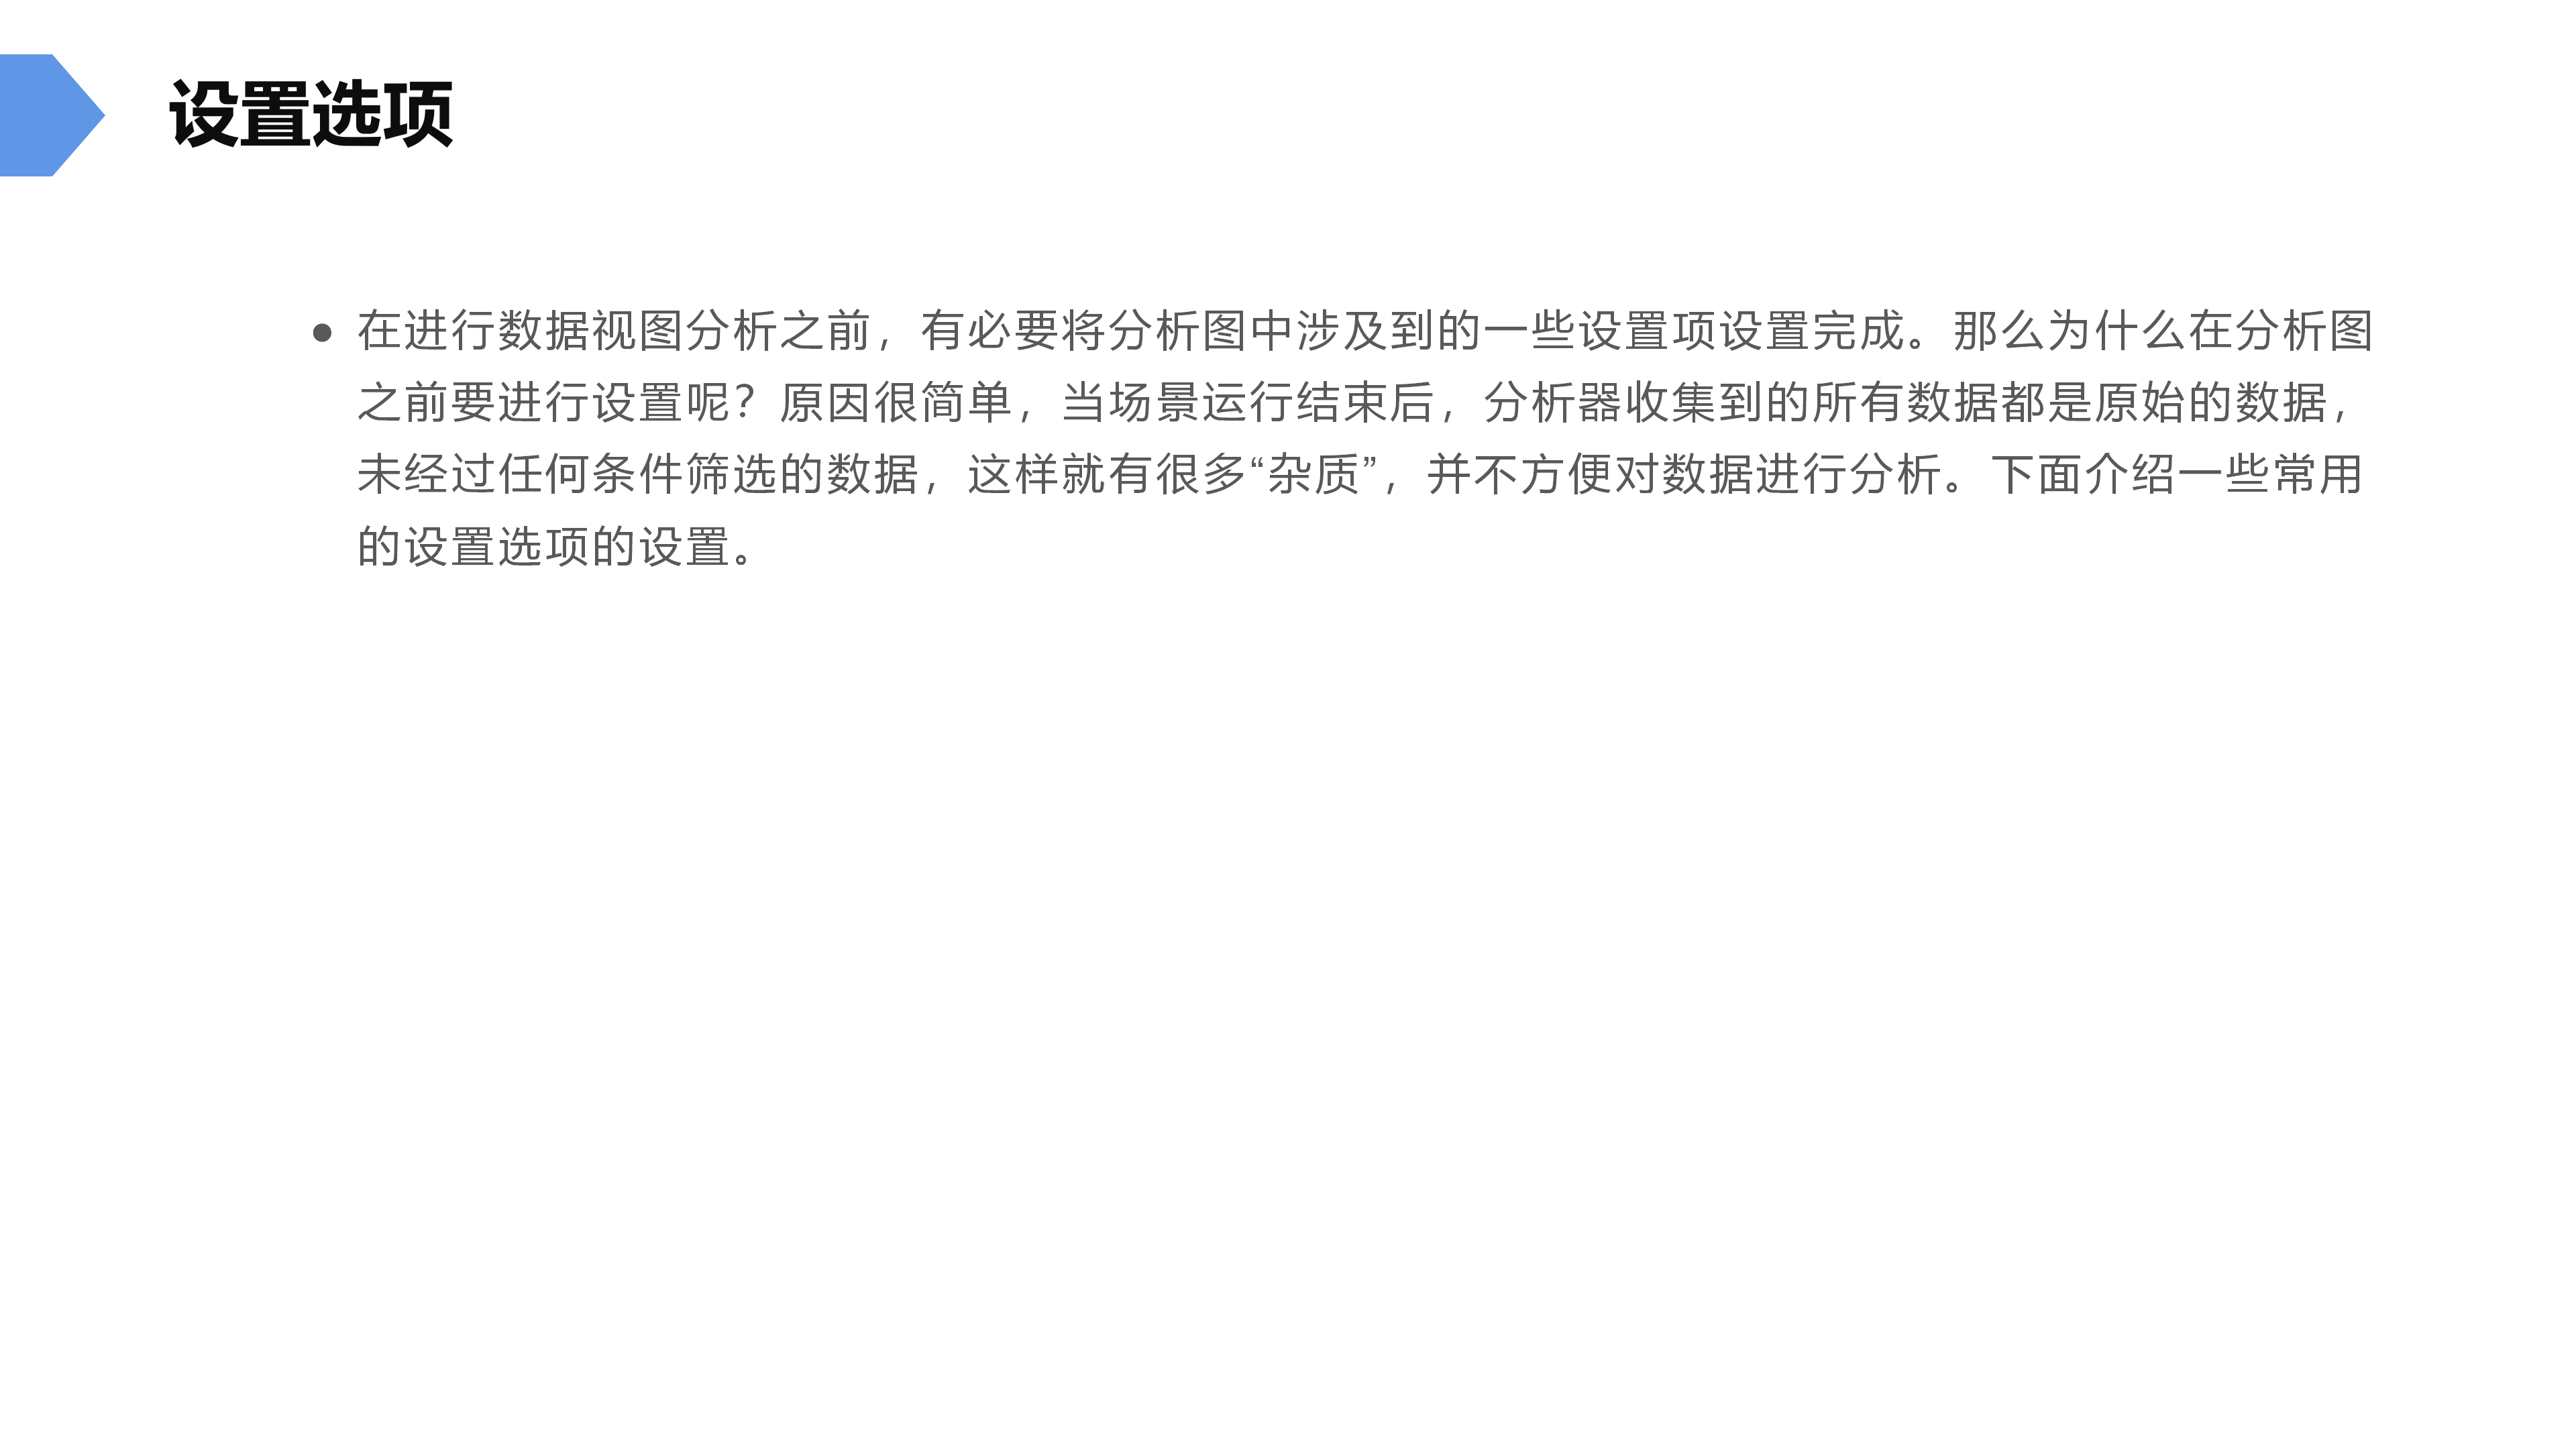 设置选项
• 在进行数据视图分析之前，有必要将分析图中涉及到的一些设置项设置完成。那么为什么在分析图
之前要进行设置呢？原因很简单，当场景运行结束后，分析器收集到的所有数据都是原始的数据，
未经过任何条件筛选的数据，这样就有很多“杂质”，并不方便对数据进行分析。下面介绍一些常用
的设置选项的设置。